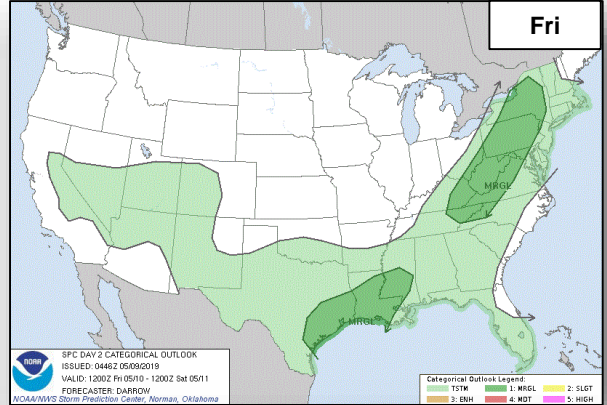 Fri
MRGL
MRGL
NOAA
SPC DAY 2 CATEGORICAL OUTLOOK
ISSUED: 0446Z 05/09/2019
VALID: 1200Z Fri 05/10 - 1200Z Sat 05/11
FORECASTER: DARROW
NOAA/NWS Storm Prediction Center, Norman, Oklahoma
Categorical Outlook Legend:
TSTM 1: MRGL 2: SLGT
3: ENH 4: MDT 5: HIGH